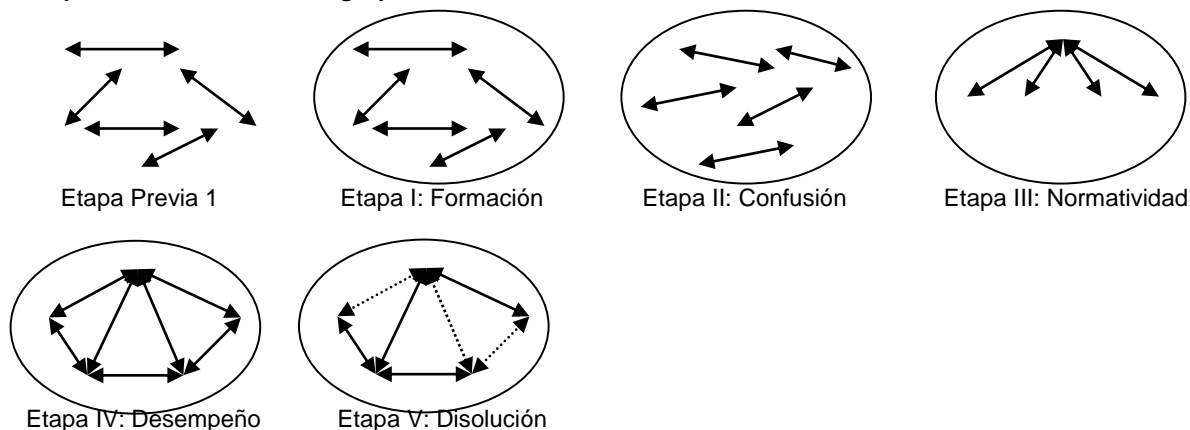 Etapa Previa 1
Etapa I: Formación
Etapa II: Confusión
Etapa III: Normatividad
Etapa IV: Desempeño
Etapa V: Disolución